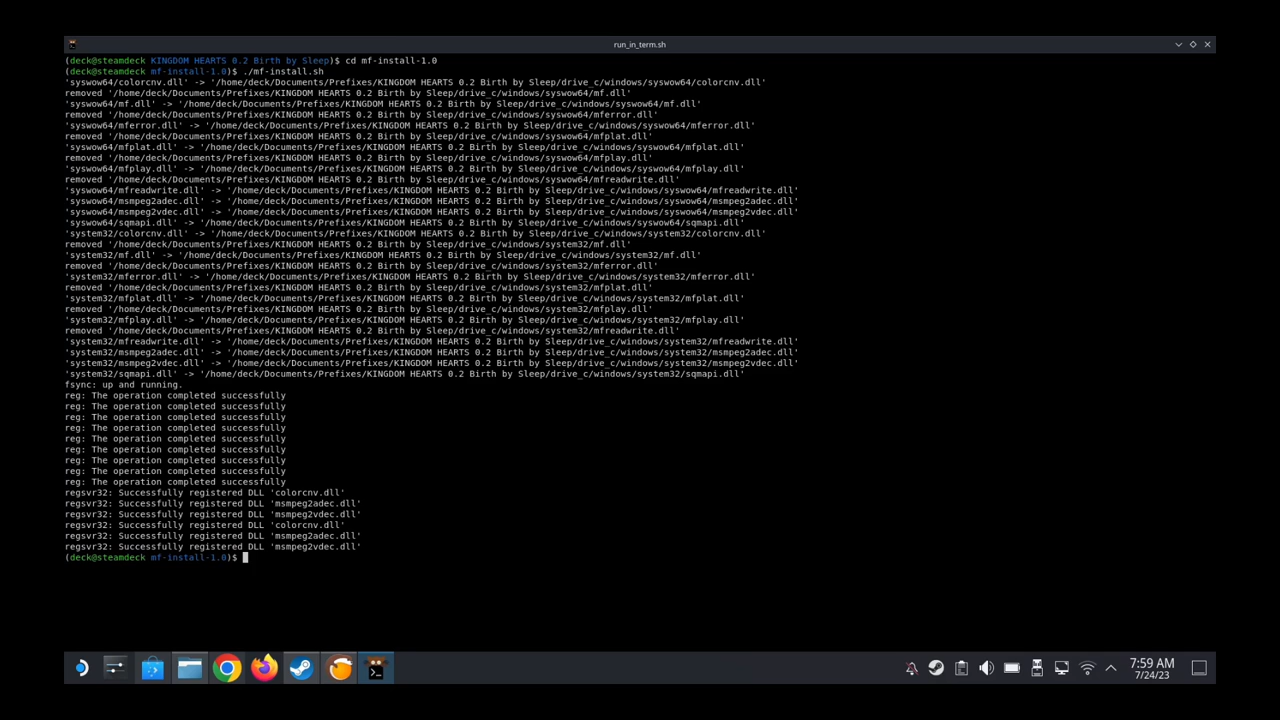 run_in_term.sh
(deck@steamdeck KINGDOM HEARTS 0.2 Birth by Sleep)$ cd mf-install-1.0
(deck@steamdeck mf-install-1.0)$ ./mf-install.sh
'syswow64/colorcnv.dll' -> '/home/deck/Documents/Prefixes/KINGDOM HEARTS 0.2 Birth by Sleep/drive_c/windows/syswow64/colorcnv.dll'
removed '/home/deck/Documents/Prefixes/KINGDOM HEARTS 0.2 Birth by Sleep/drive_c/windows/syswow64/mf.dll'
'syswow64/mf.dll' -> '/home/deck/Documents/Prefixes/KINGDOM HEARTS 0.2 Birth by Sleep/drive_c/windows/syswow64/mf.dll'
removed '/home/deck/Documents/Prefixes/KINGDOM HEARTS 0.2 Birth by Sleep/drive_c/windows/syswow64/mferror.dll'
'syswow64/mferror.dll' -> '/home/deck/Documents/Prefixes/KINGDOM HEARTS 0.2 Birth by Sleep/drive_c/windows/syswow64/mferror.dll'
removed '/home/deck/Documents/Prefixes/KINGDOM HEARTS 0.2 Birth by Sleep/drive_c/windows/syswow64/mfplat.dll'
'syswow64/mfplat.dll' -> '/home/deck/Documents/Prefixes/KINGDOM HEARTS 0.2 Birth by Sleep/drive_c/windows/syswow64/mfplat.dll'
removed '/home/deck/Documents/Prefixes/KINGDOM HEARTS 0.2 Birth by Sleep/drive_c/windows/syswow64/mfplay.dll'
'syswow64/mfplay.dll' -> '/home/deck/Documents/Prefixes/KINGDOM HEARTS 0.2 Birth by Sleep/drive_c/windows/syswow64/mfplay.dll'
removed '/home/deck/Documents/Prefixes/KINGDOM HEARTS 0.2 Birth by Sleep/drive_c/windows/syswow64/mfreadwrite.dll'
'syswow64/mfreadwrite.dll' -> '/home/deck/Documents/Prefixes/KINGDOM HEARTS 0.2 Birth by Sleep/drive_c/windows/syswow64/mfreadwrite.dll'
'syswow64/msmpeg2adec.dll' -> '/home/deck/Documents/Prefixes/KINGDOM HEARTS 0.2 Birth by Sleep/drive_c/windows/syswow64/msmpeg2adec.dll'
'syswow64/msmpeg2vdec.dll' -> '/home/deck/Documents/Prefixes/KINGDOM HEARTS 0.2 Birth by Sleep/drive_c/windows/syswow64/msmpeg2vdec.dll'
'syswow64/sqmapi.dll' -> '/home/deck/Documents/Prefixes/KINGDOM HEARTS 0.2 Birth by Sleep/drive_c/windows/syswow64/sqmapi.dll'
'system32/colorcnv.dll' -> '/home/deck/Documents/Prefixes/KINGDOM HEARTS 0.2 Birth by Sleep/drive_c/windows/system32/colorcnv.dll'
removed '/home/deck/Documents/Prefixes/KINGDOM HEARTS 0.2 Birth by Sleep/drive_c/windows/system32/mf.dll'
'system32/mf.dll' -> '/home/deck/Documents/Prefixes/KINGDOM HEARTS 0.2 Birth by Sleep/drive_c/windows/system32/mf.dll'
removed '/home/deck/Documents/Prefixes/KINGDOM HEARTS 0.2 Birth by Sleep/drive_c/windows/system32/mferror.dll'
'system32/mferror.dll' -> '/home/deck/Documents/Prefixes/KINGDOM HEARTS 0.2 Birth by Sleep/drive_c/windows/system32/mferror.dll'
removed '/home/deck/Documents/Prefixes/KINGDOM HEARTS 0.2 Birth by Sleep/drive_c/windows/system32/mfplat.dll'
'system32/mfplat.dll' -> '/home/deck/Documents/Prefixes/KINGDOM HEARTS 0.2 Birth by Sleep/drive_c/windows/system32/mfplat.dll'
removed '/home/deck/Documents/Prefixes/KINGDOM HEARTS 0.2 Birth by Sleep/drive_c/windows/system32/mfplay.dll'
'system32/mfplay.dll' -> '/home/deck/Documents/Prefixes/KINGDOM HEARTS 0.2 Birth by Sleep/drive_c/windows/system32/mfplay.dll'
removed '/home/deck/Documents/Prefixes/KINGDOM HEARTS 0.2 Birth by Sleep/drive_c/windows/system32/mfreadwrite.dll'
'system32/mfreadwrite.dll' -> '/home/deck/Documents/Prefixes/KINGDOM HEARTS 0.2 Birth by Sleep/drive_c/windows/system32/mfreadwrite.dll'
'system32/msmpeg2adec.dll' -> '/home/deck/Documents/Prefixes/KINGDOM HEARTS 0.2 Birth by Sleep/drive_c/windows/system32/msmpeg2adec.dll'
'system32/msmpeg2vdec.dll' -> '/home/deck/Documents/Prefixes/KINGDOM HEARTS 0.2 Birth by Sleep/drive_c/windows/system32/msmpeg2vdec.dll'
'system32/sqmapi.dll' -> '/home/deck/Documents/Prefixes/KINGDOM HEARTS 0.2 Birth by Sleep/drive_c/windows/system32/sqmapi.dll'
fsync: up and running.
reg: The operation completed successfully
reg: The operation completed successfully
reg: The operation completed successfully
reg: The operation completed successfully
reg: The operation completed successfully
reg: The operation completed successfully
reg: The operation completed successfully
reg: The operation completed successfully
reg: The operation completed successfully
regsvr32: Successfully registered DLL 'colorcnv.dll'
regsvr32: Successfully registered DLL 'msmpeg2adec.dll'
regsvr32: Successfully registered DLL 'msmpeg2vdec.dll'
regsvr32: Successfully registered DLL 'colorcnv.dll'
regsvr32: Successfully registered DLL 'msmpeg2adec.dll'
regsvr32: Successfully registered DLL 'msmpeg2vdec.dll'
(deck@steamdeck mf-install-1.0)$
7:59 AM
7/24/23